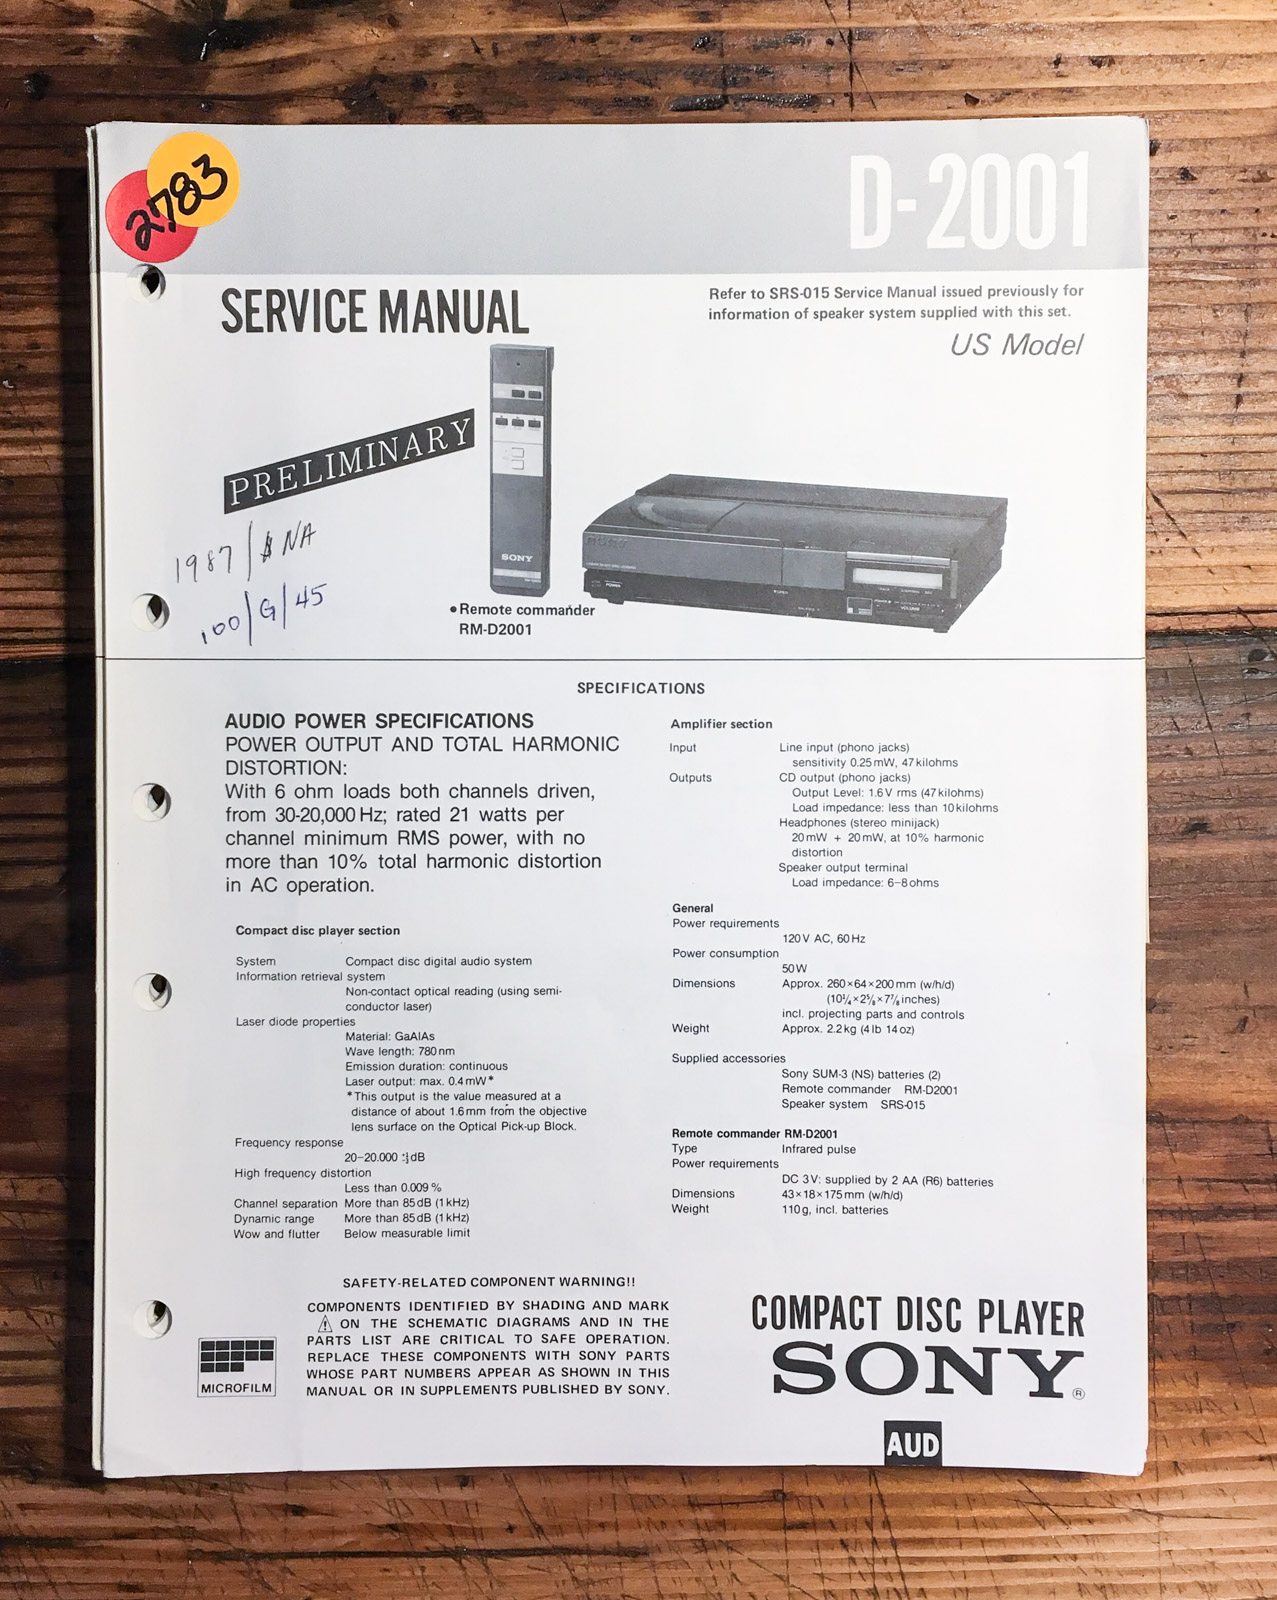 2783
D-2001
SERVICE MANUAL
Refer to SRS-015 Service Manual issued previously for
information of speaker system supplied with this set.
US Model
PRELIMINARY
1987/NA
100/G/45
SONY
POWER
VOLUME
•Remote commander
RM-D2001
SPECIFICATIONS
AUDIO POWER SPECIFICATIONS
POWER OUTPUT AND TOTAL HARMONIC
DISTORTION:
With 6 ohm loads both channels driven,
from 30-20,000 Hz; rated 21 watts per
channel minimum RMS power, with no
more than 10% total harmonic distortion
in AC operation.
Compact disc player section
System Compact disc digital audio system
Information retrieval system
Non-contact optical reading (using semi-
conductor laser)
Laser diode properties
Material: GaAlAs
Wave length: 780 nm
Emission duration: continuous
Laser output: max. 0.4 mW*
*This output is the value measured at a
distance of about 1.6 mm from the objective
lens surface on the Optical Pick-up Block.
Frequency response
20–20.000 dB
High frequency distortion
Less than 0.009 %
Channel separation More than 85 dB (1 kHz)
Dynamic range More than 85 dB (1 kHz)
Wow and flutter Below measurable limit
Amplifier section
Input Line input (phono jacks)
sensitivity 0.25 mW, 47 kilohms
Outputs CD output (phono jacks)
Output Level: 1.6 V rms (47 kilohms)
Load impedance: less than 10 kilohms
Headphones (stereo minijack)
20 mW + 20 mW, at 10% harmonic
distortion
Speaker output terminal
Load impedance: 6–8 ohms
General
Power requirements
120 V AC, 60 Hz
Power consumption
50 W
Dimensions Approx. 260 × 64 × 200 mm (w/h/d)
(10¼ × 2⅝ × 7⅞ inches)
incl. projecting parts and controls
Weight Approx. 2.2 kg (4 lb 14 oz)
Supplied accessories
Sony SUM-3 (NS) batteries (2)
Remote commander RM-D2001
Speaker system SRS-015
Remote commander RM-D2001
Type Infrared pulse
Power requirements
DC 3 V: supplied by 2 AA (R6) batteries
Dimensions 43 × 18 × 175 mm (w/h/d)
Weight 110 g, incl. batteries
SAFETY-RELATED COMPONENT WARNING!!
COMPONENTS IDENTIFIED BY SHADING AND MARK
⚠ ON THE SCHEMATIC DIAGRAMS AND IN THE
PARTS LIST ARE CRITICAL TO SAFE OPERATION.
REPLACE THESE COMPONENTS WITH SONY PARTS
WHOSE PART NUMBERS APPEAR AS SHOWN IN THIS
MANUAL OR IN SUPPLEMENTS PUBLISHED BY SONY.
MICROFILM
COMPACT DISC PLAYER
SONY®
AUD